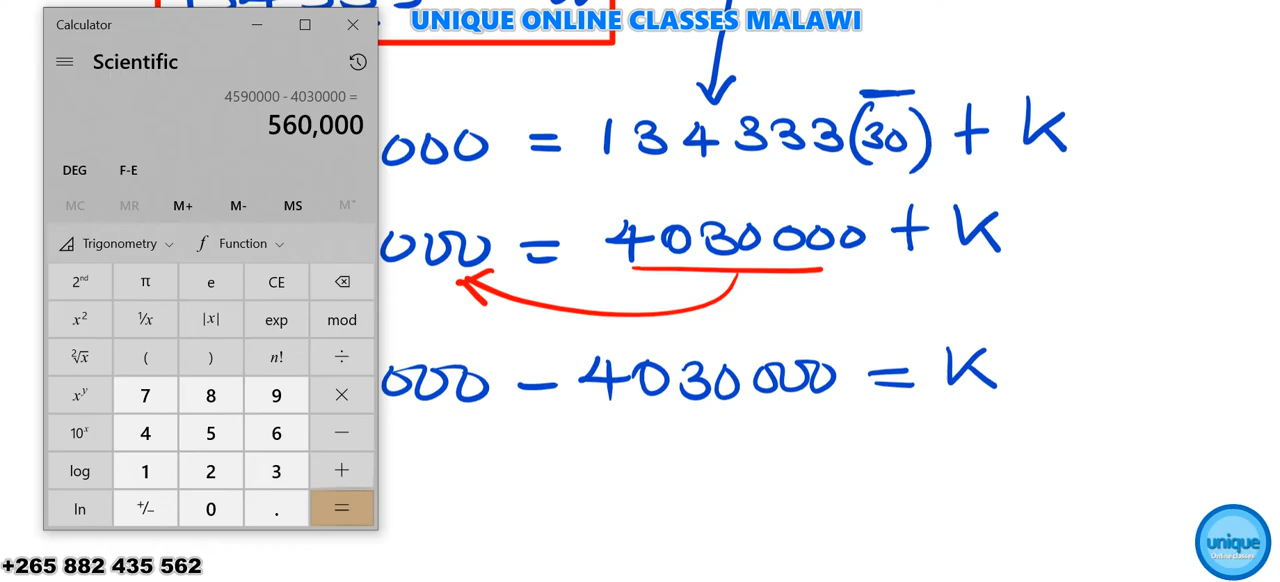 UNIQUE ONLINE CLASSES MALAWI
Calculator
Scientific
4590000 - 4030000 =
560,000
DEG F-E
MC MR M+ M- MS M˅
Trigonometry f Function
2nd π e CE
x² ¹/x |x| exp mod
²√x ( ) n! ÷
xʸ 7 8 9 ×
10ˣ 4 5 6 −
log 1 2 3 +
ln +/− 0 . =
000 = 134333(30) + K
000 = 4030000 + K
000 - 4030000 = K
unique
Online classes
+265 882 435 562